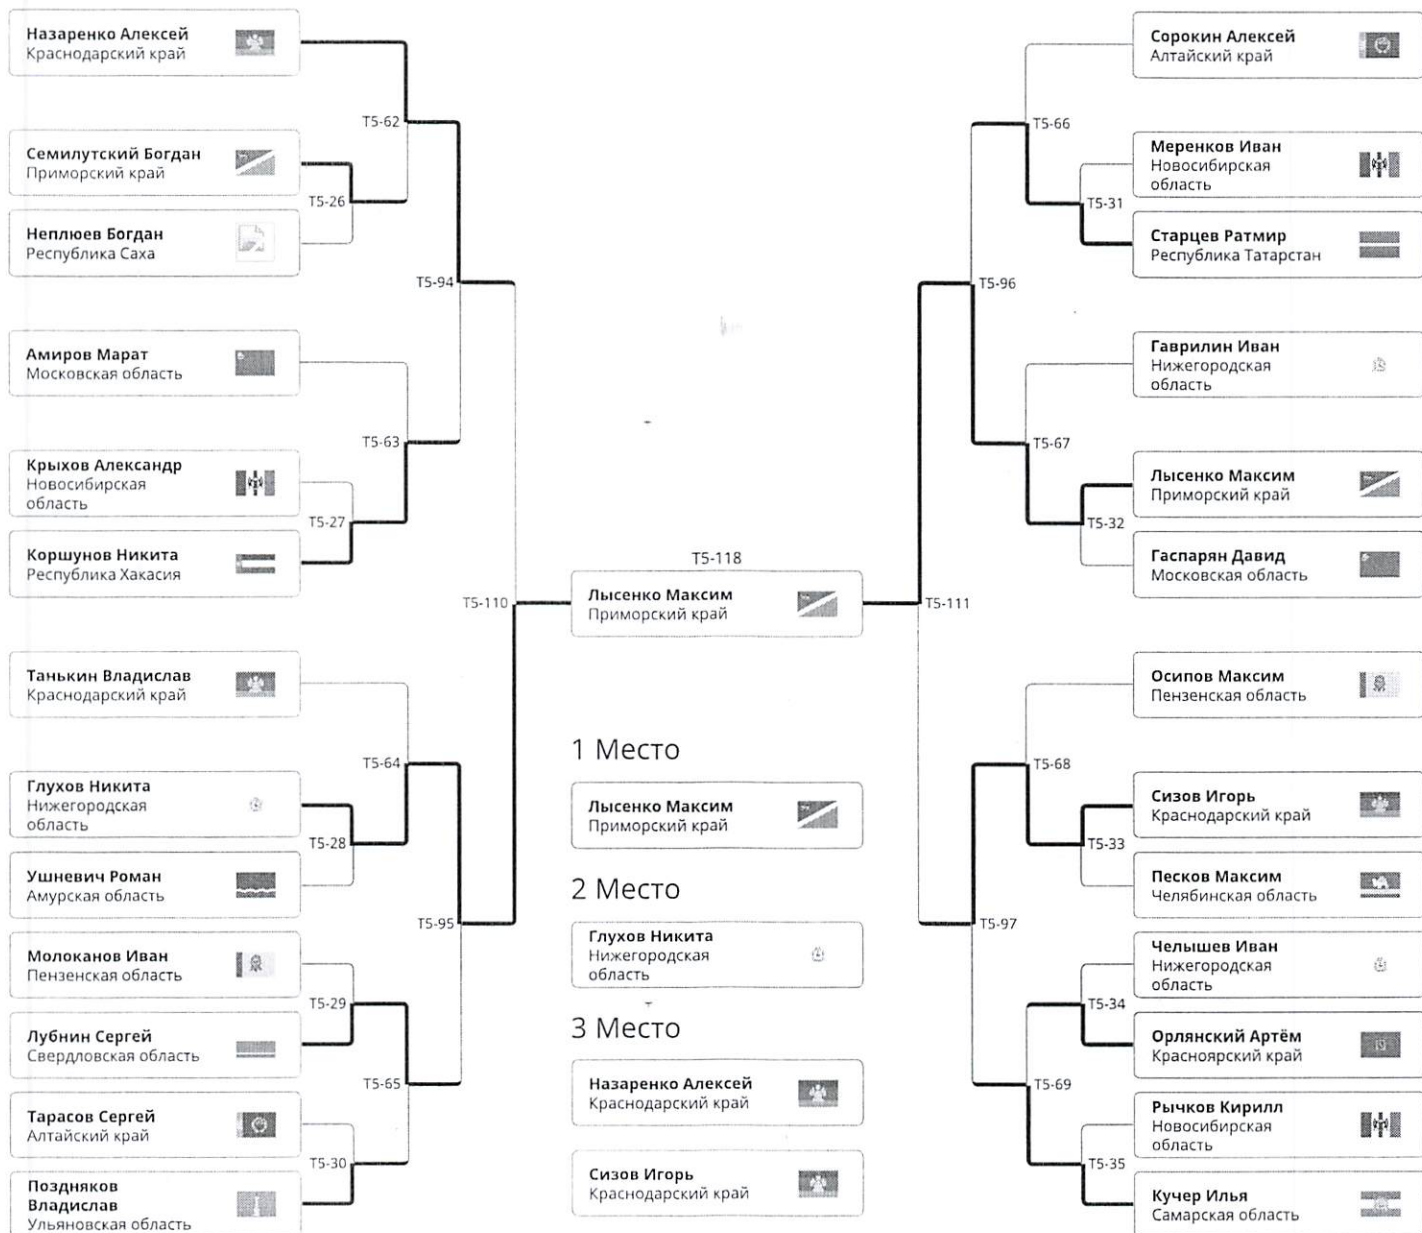 Назаренко Алексей
Краснодарский край
T5-62
Семилутский Богдан
Приморский край
T5-26
Неплюев Богдан
Республика Саха
T5-94
Амиров Марат
Московская область
T5-63
Крыхов Александр
Новосибирская
область
T5-27
Коршунов Никита
Республика Хакасия
T5-110
Танькин Владислав
Краснодарский край
T5-64
Глухов Никита
Нижегородская
область
T5-28
Ушневич Роман
Амурская область
T5-95
Молоканов Иван
Пензенская область
T5-29
Лубнин Сергей
Свердловская область
T5-65
Тарасов Сергей
Алтайский край
T5-30
Поздняков
Владислав
Ульяновская область
T5-118
Лысенко Максим
Приморский край
1 Место
Лысенко Максим
Приморский край
2 Место
Глухов Никита
Нижегородская
область
3 Место
Назаренко Алексей
Краснодарский край
Сизов Игорь
Краснодарский край
Сорокин Алексей
Алтайский край
T5-66
Меренков Иван
Новосибирская
область
T5-31
Старцев Ратмир
Республика Татарстан
T5-96
Гаврилин Иван
Нижегородская
область
T5-67
Лысенко Максим
Приморский край
T5-32
Гаспарян Давид
Московская область
T5-111
Осипов Максим
Пензенская область
T5-68
Сизов Игорь
Краснодарский край
T5-33
Песков Максим
Челябинская область
T5-97
Челышев Иван
Нижегородская
область
T5-34
Орлянский Артём
Красноярский край
T5-69
Рычков Кирилл
Новосибирская
область
T5-35
Кучер Илья
Самарская область